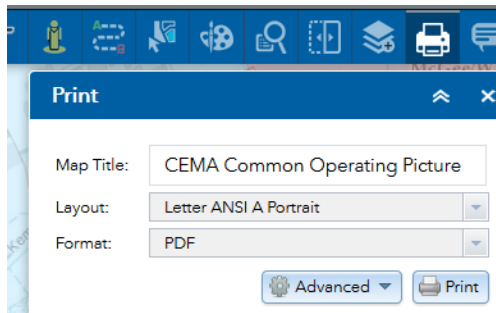 A
B
Print
Map Title: CEMA Common Operating Picture
Layout: Letter ANSI A Portrait
Format: PDF
Advanced Print